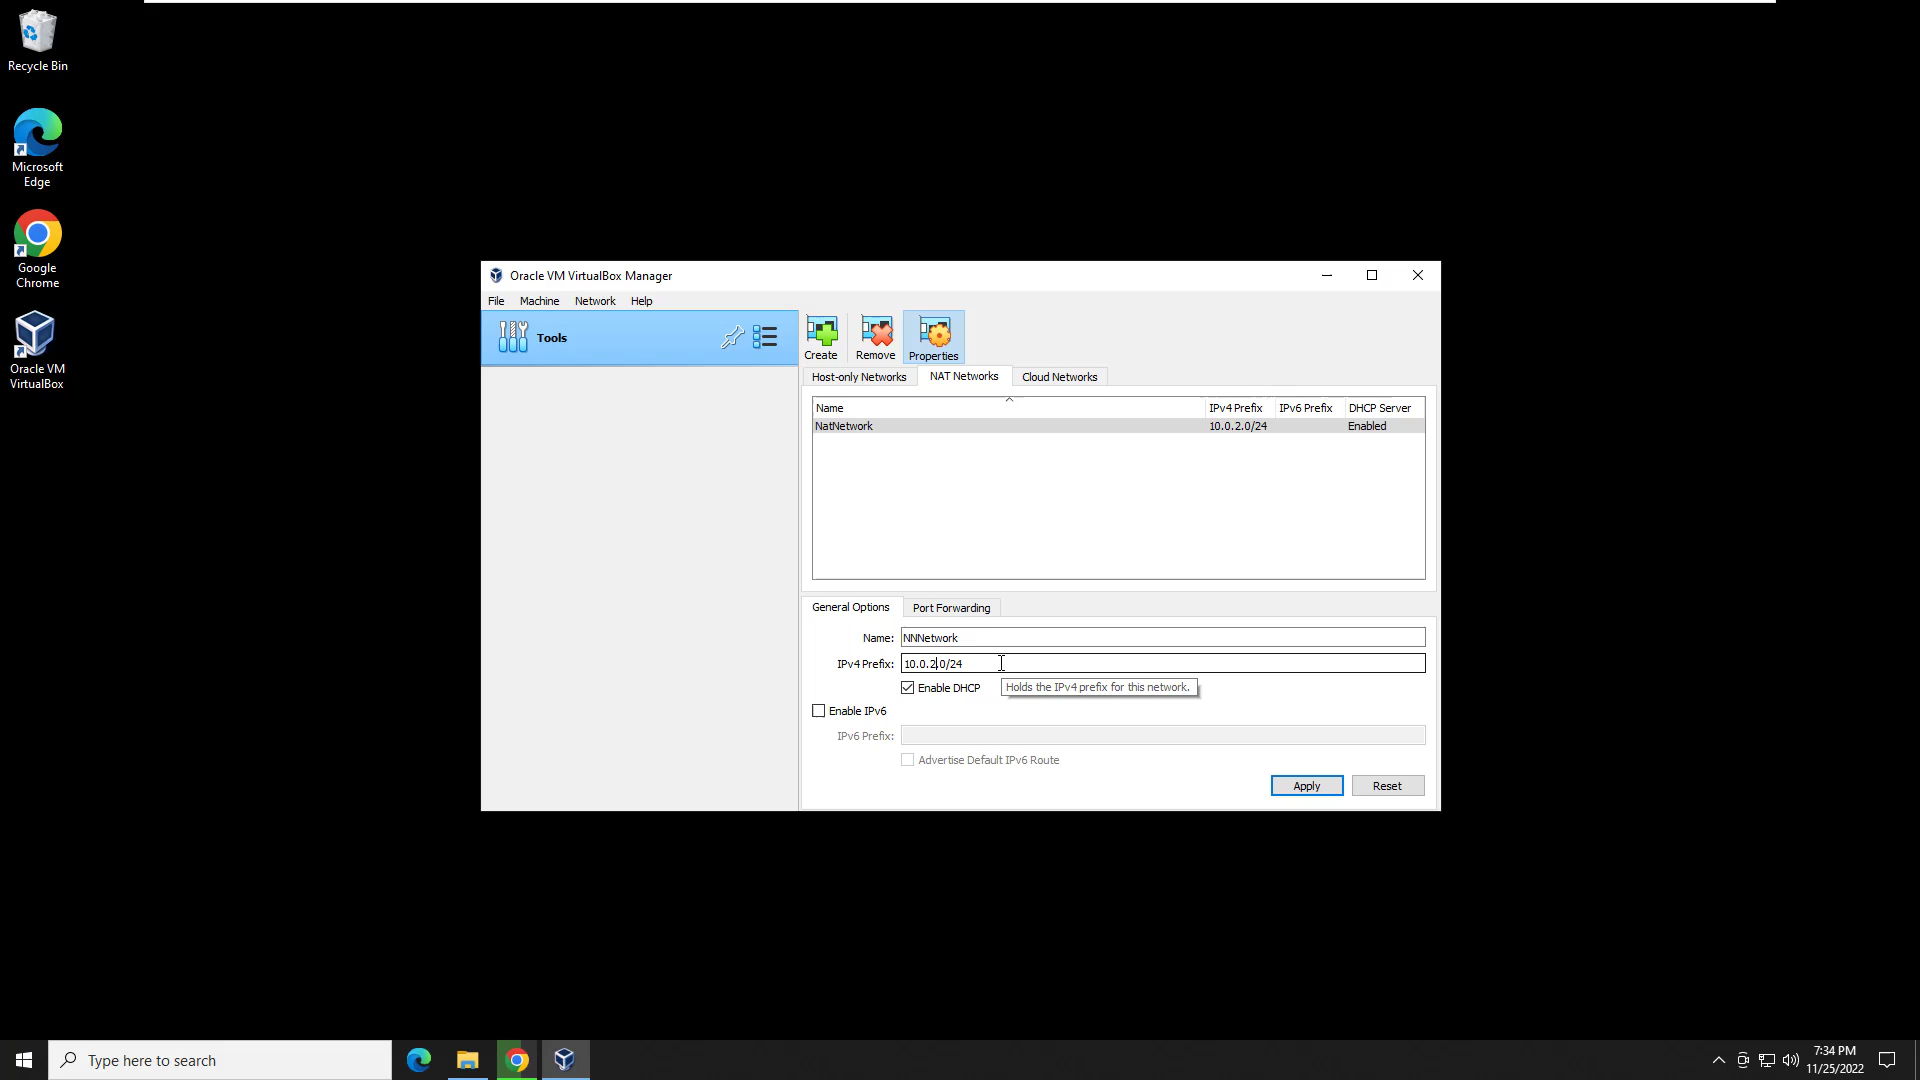 Recycle Bin
Microsoft
Edge
Google
Chrome
Oracle VM
VirtualBox
Oracle VM VirtualBox Manager
File Machine Network Help
Tools
Create Remove Properties
Host-only Networks NAT Networks Cloud Networks
Name IPv4 Prefix IPv6 Prefix DHCP Server
NatNetwork 10.0.2.0/24 Enabled
General Options Port Forwarding
Name: NNNetwork
IPv4 Prefix: 10.0.2.0/24
Enable DHCP Holds the IPv4 prefix for this network.
Enable IPv6
IPv6 Prefix:
Advertise Default IPv6 Route
Apply Reset
Type here to search
7:34 PM
11/25/2022